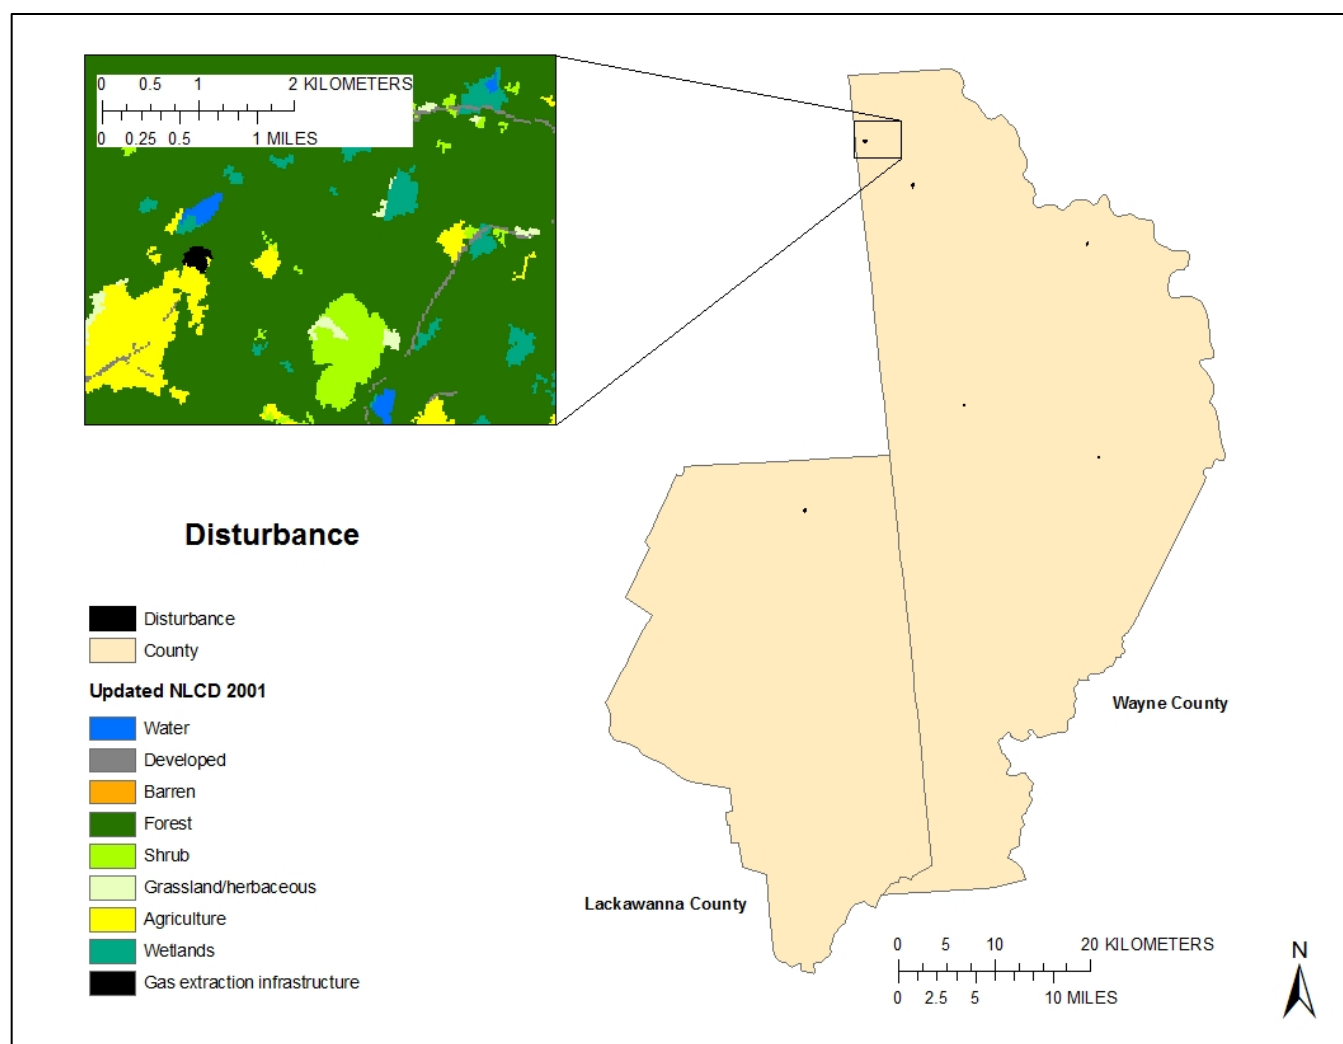 0 0.5 1 2 KILOMETERS
0 0.25 0.5 1 MILES
Disturbance
Disturbance
County
Updated NLCD 2001
Water
Developed
Barren
Forest
Shrub
Grassland/herbaceous
Agriculture
Wetlands
Gas extraction infrastructure
Wayne County
Lackawanna County
0 5 10 20 KILOMETERS
0 2.5 5 10 MILES
N